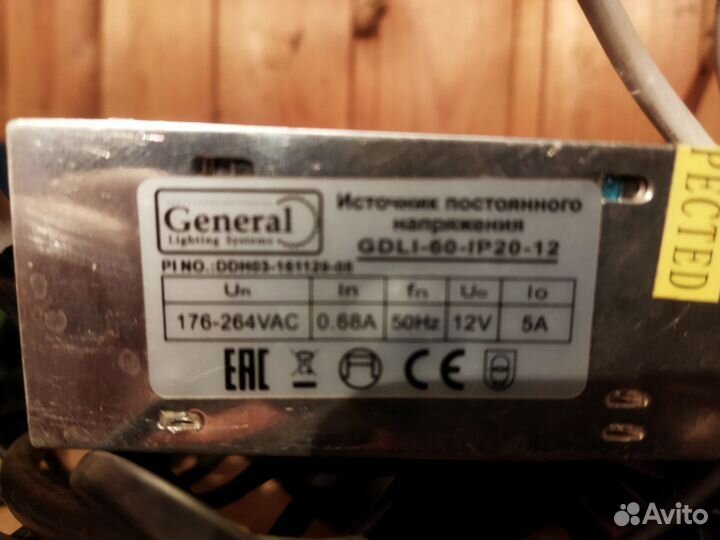 General
Lighting Systems
Источник постоянного
напряжения
GDLI-60-IP20-12
PI NO.: DDH03-161129-08
Un In fn Uo Io
176-264VAC 0.68A 50Hz 12V 5A
EAC CE
PECTED
Avito